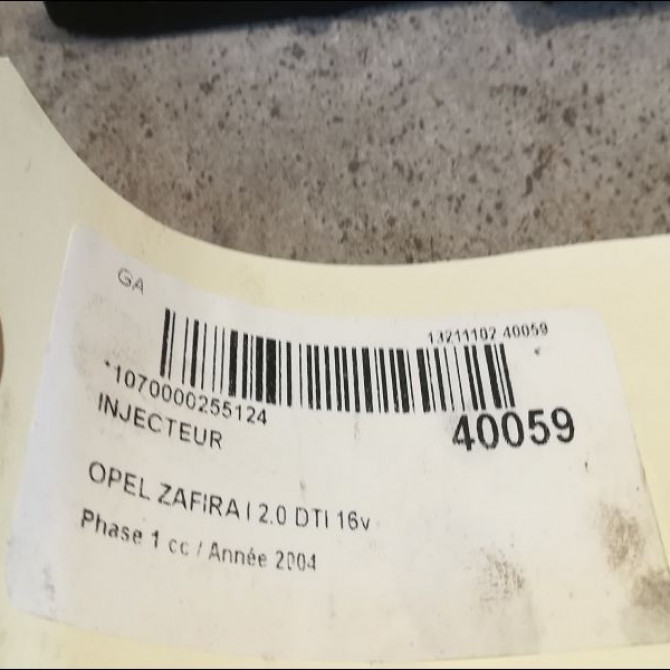 GA
13211102 40059
*1070000255124
40059
INJECTEUR
OPEL ZAFIRA I 2.0 DTI 16v
Phase 1 cc / Année 2004